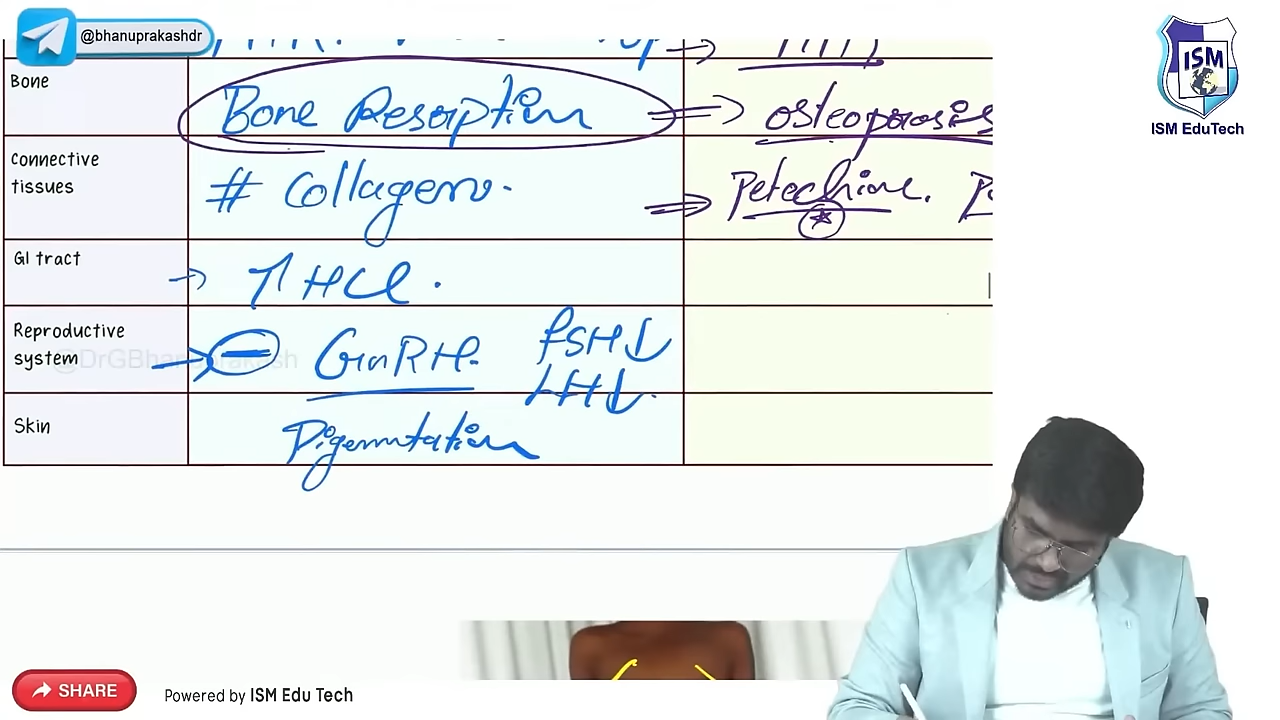 @bhanuprakashdr
ISM
ISM EduTech
Bone
Bone Resorption => osteoporosis
Connective
tissues
# Collagen. => Petechiae.
GI tract
→ ↑ HCl.
Reproductive
system
GnRH. FSH↓
LH↓.
@DrGBhanuprakash
Skin
Pigmentation
SHARE
Powered by ISM Edu Tech